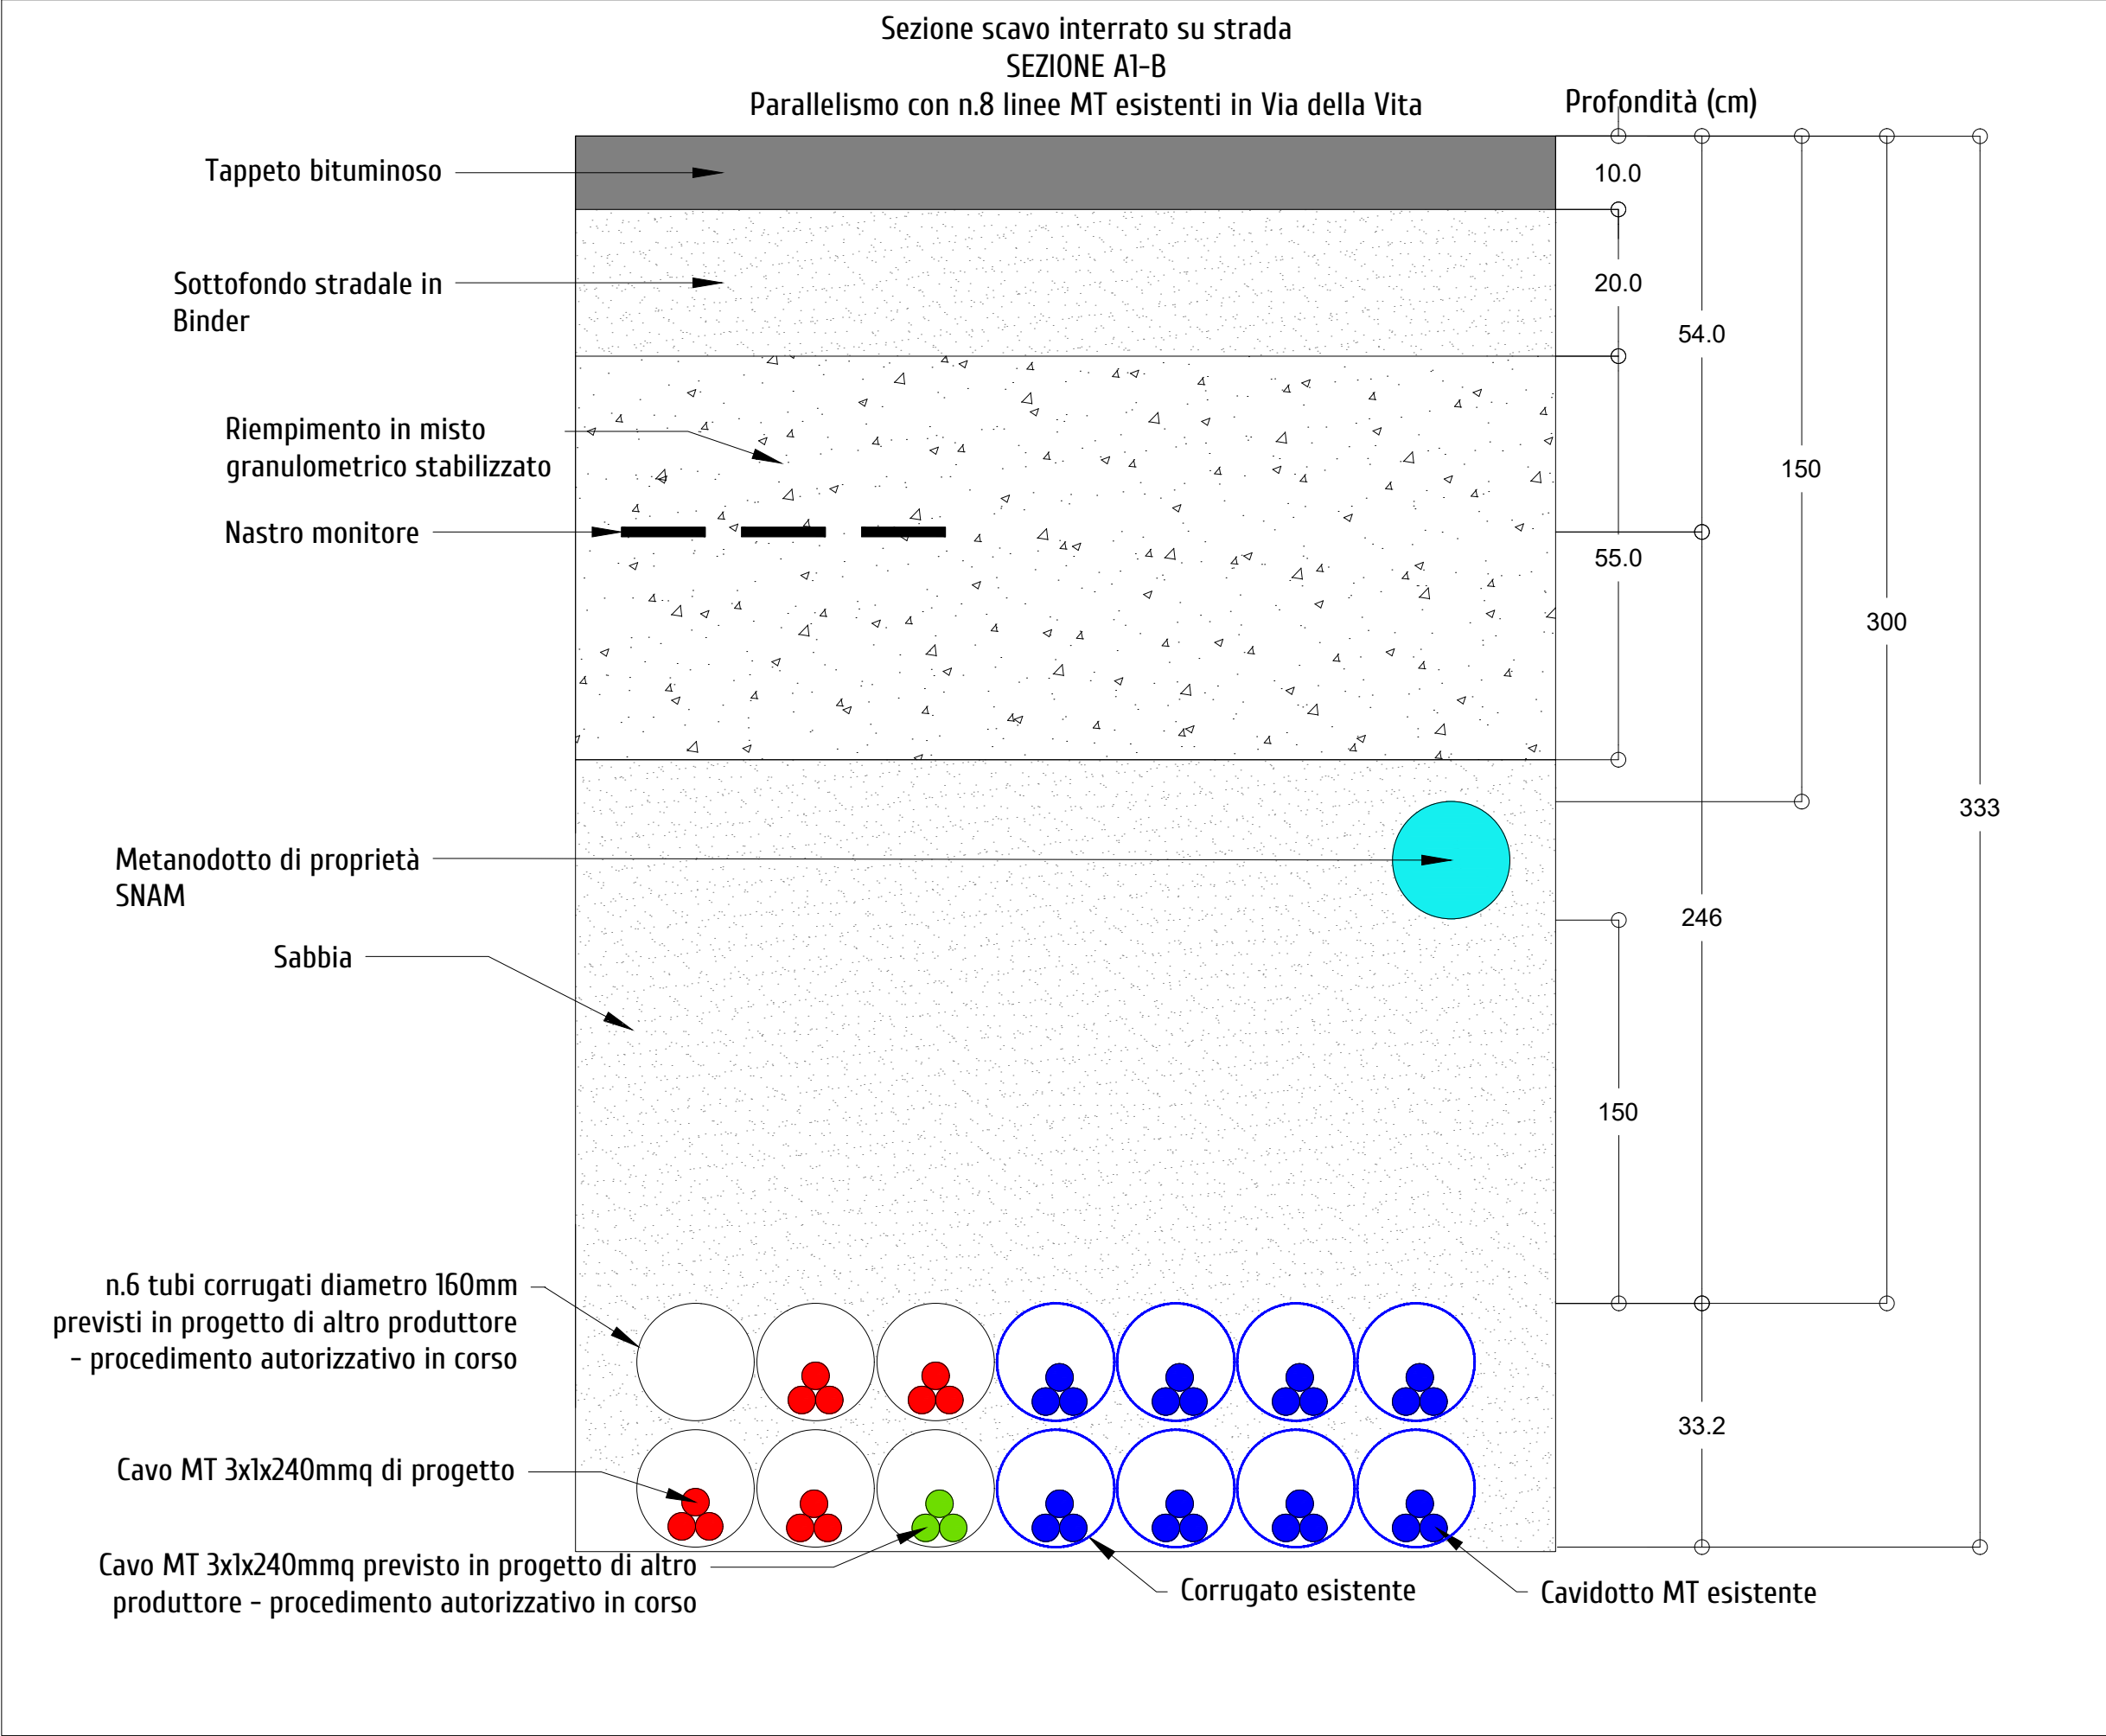 Sezione scavo interrato su strada
SEZIONE A1-B
Parallelismo con n.8 linee MT esistenti in Via della Vita
Profondità (cm)
Tappeto bituminoso
10.0
Sottofondo stradale in
Binder
20.0
54.0
Riempimento in misto
granulometrico stabilizzato
150
Nastro monitore
55.0
300
333
Metanodotto di proprietà
SNAM
246
Sabbia
150
n.6 tubi corrugati diametro 160mm
previsti in progetto di altro produttore
- procedimento autorizzativo in corso
33.2
Cavo MT 3x1x240mmq di progetto
Cavo MT 3x1x240mmq previsto in progetto di altro
produttore - procedimento autorizzativo in corso
Corrugato esistente
Cavidotto MT esistente